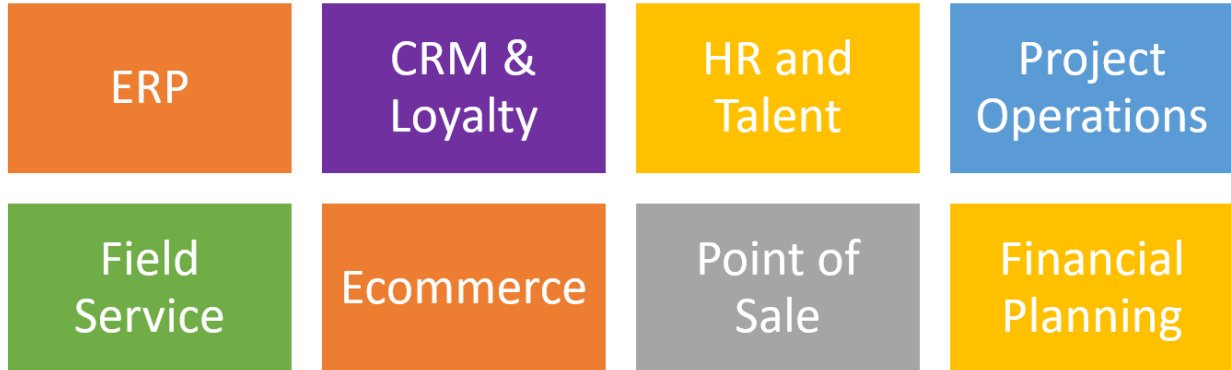 ERP
CRM &
Loyalty
HR and
Talent
Project
Operations
Field
Service
Ecommerce
Point of
Sale
Financial
Planning